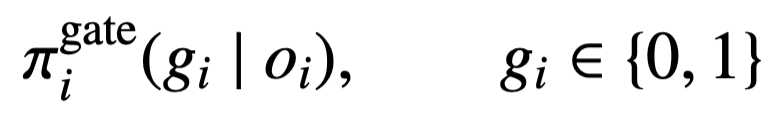 π_i^gate(g_i | o_i), g_i ∈ {0, 1}